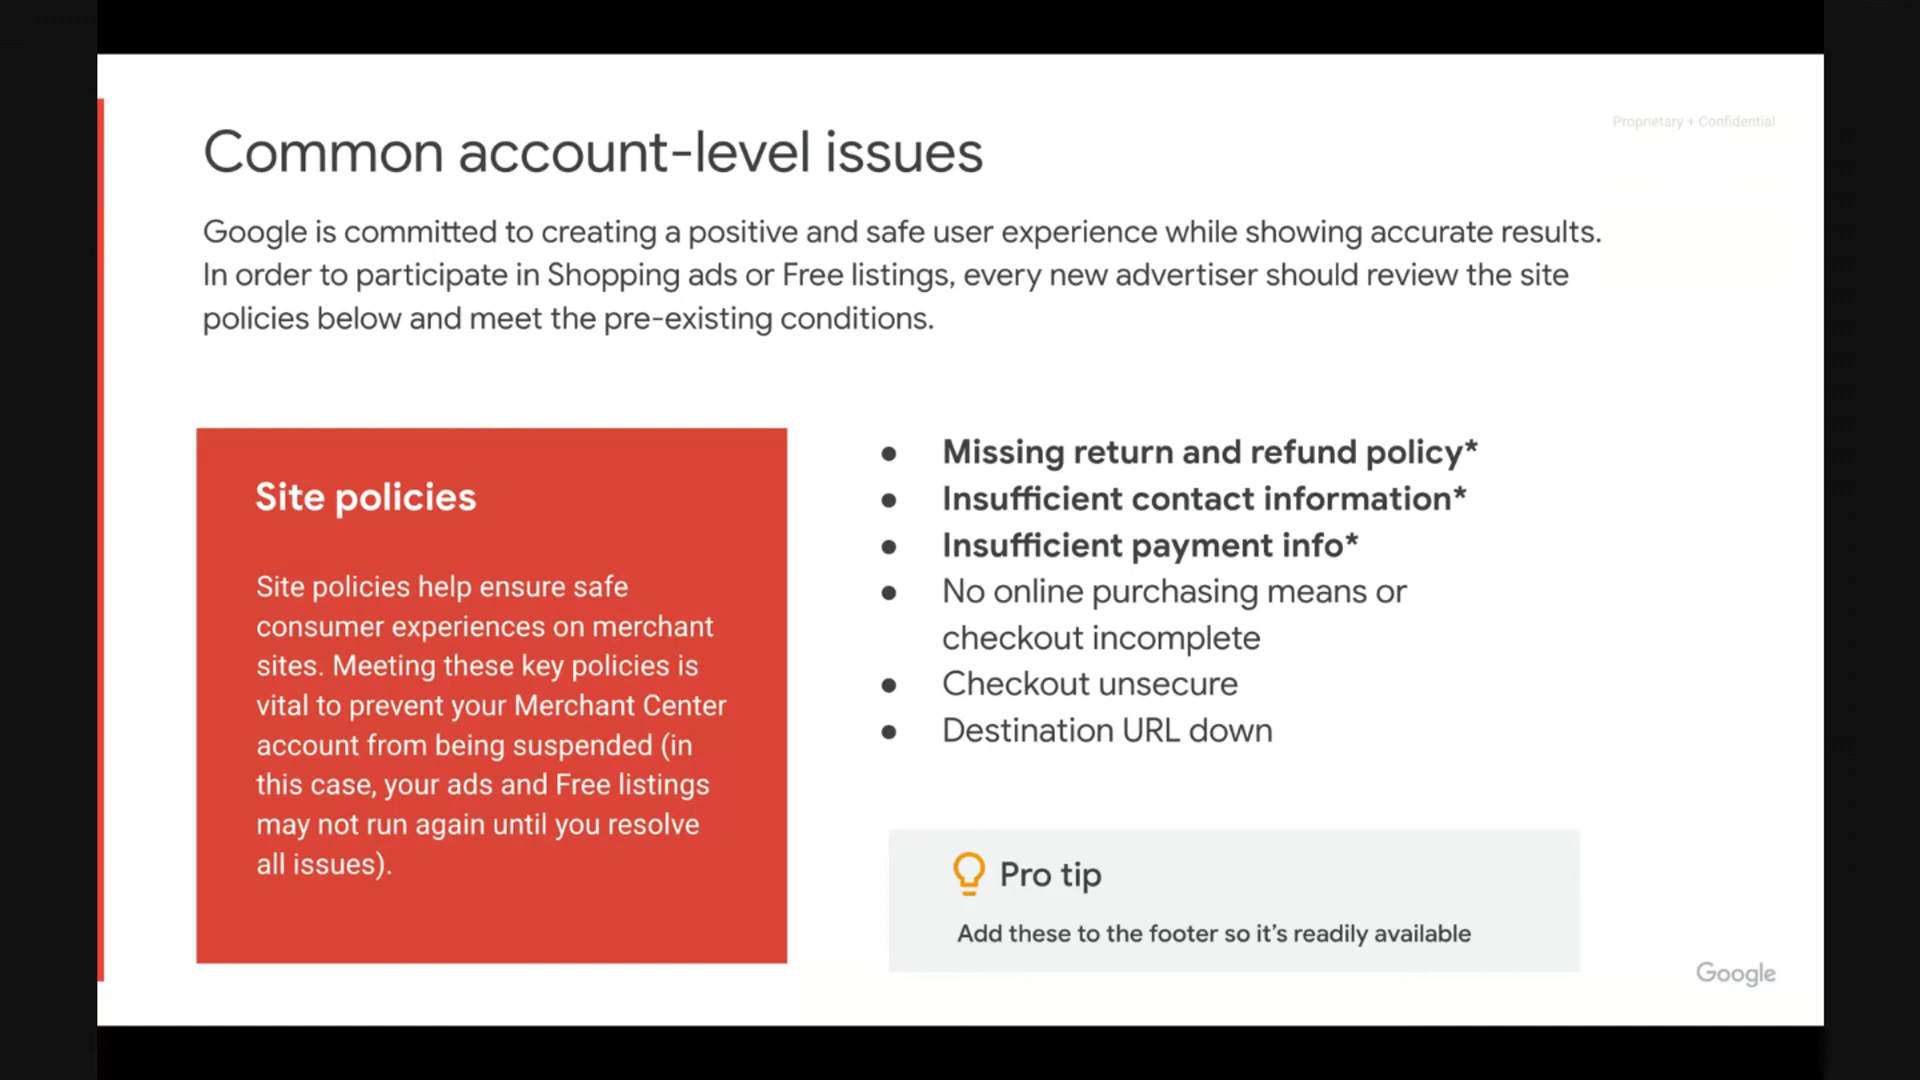 Proprietary + Confidential
Common account-level issues
Google is committed to creating a positive and safe user experience while showing accurate results.
In order to participate in Shopping ads or Free listings, every new advertiser should review the site
policies below and meet the pre-existing conditions.
Site policies
Site policies help ensure safe
consumer experiences on merchant
sites. Meeting these key policies is
vital to prevent your Merchant Center
account from being suspended (in
this case, your ads and Free listings
may not run again until you resolve
all issues).
● Missing return and refund policy*
● Insufficient contact information*
● Insufficient payment info*
● No online purchasing means or
checkout incomplete
● Checkout unsecure
● Destination URL down
Pro tip
Add these to the footer so it's readily available
Google